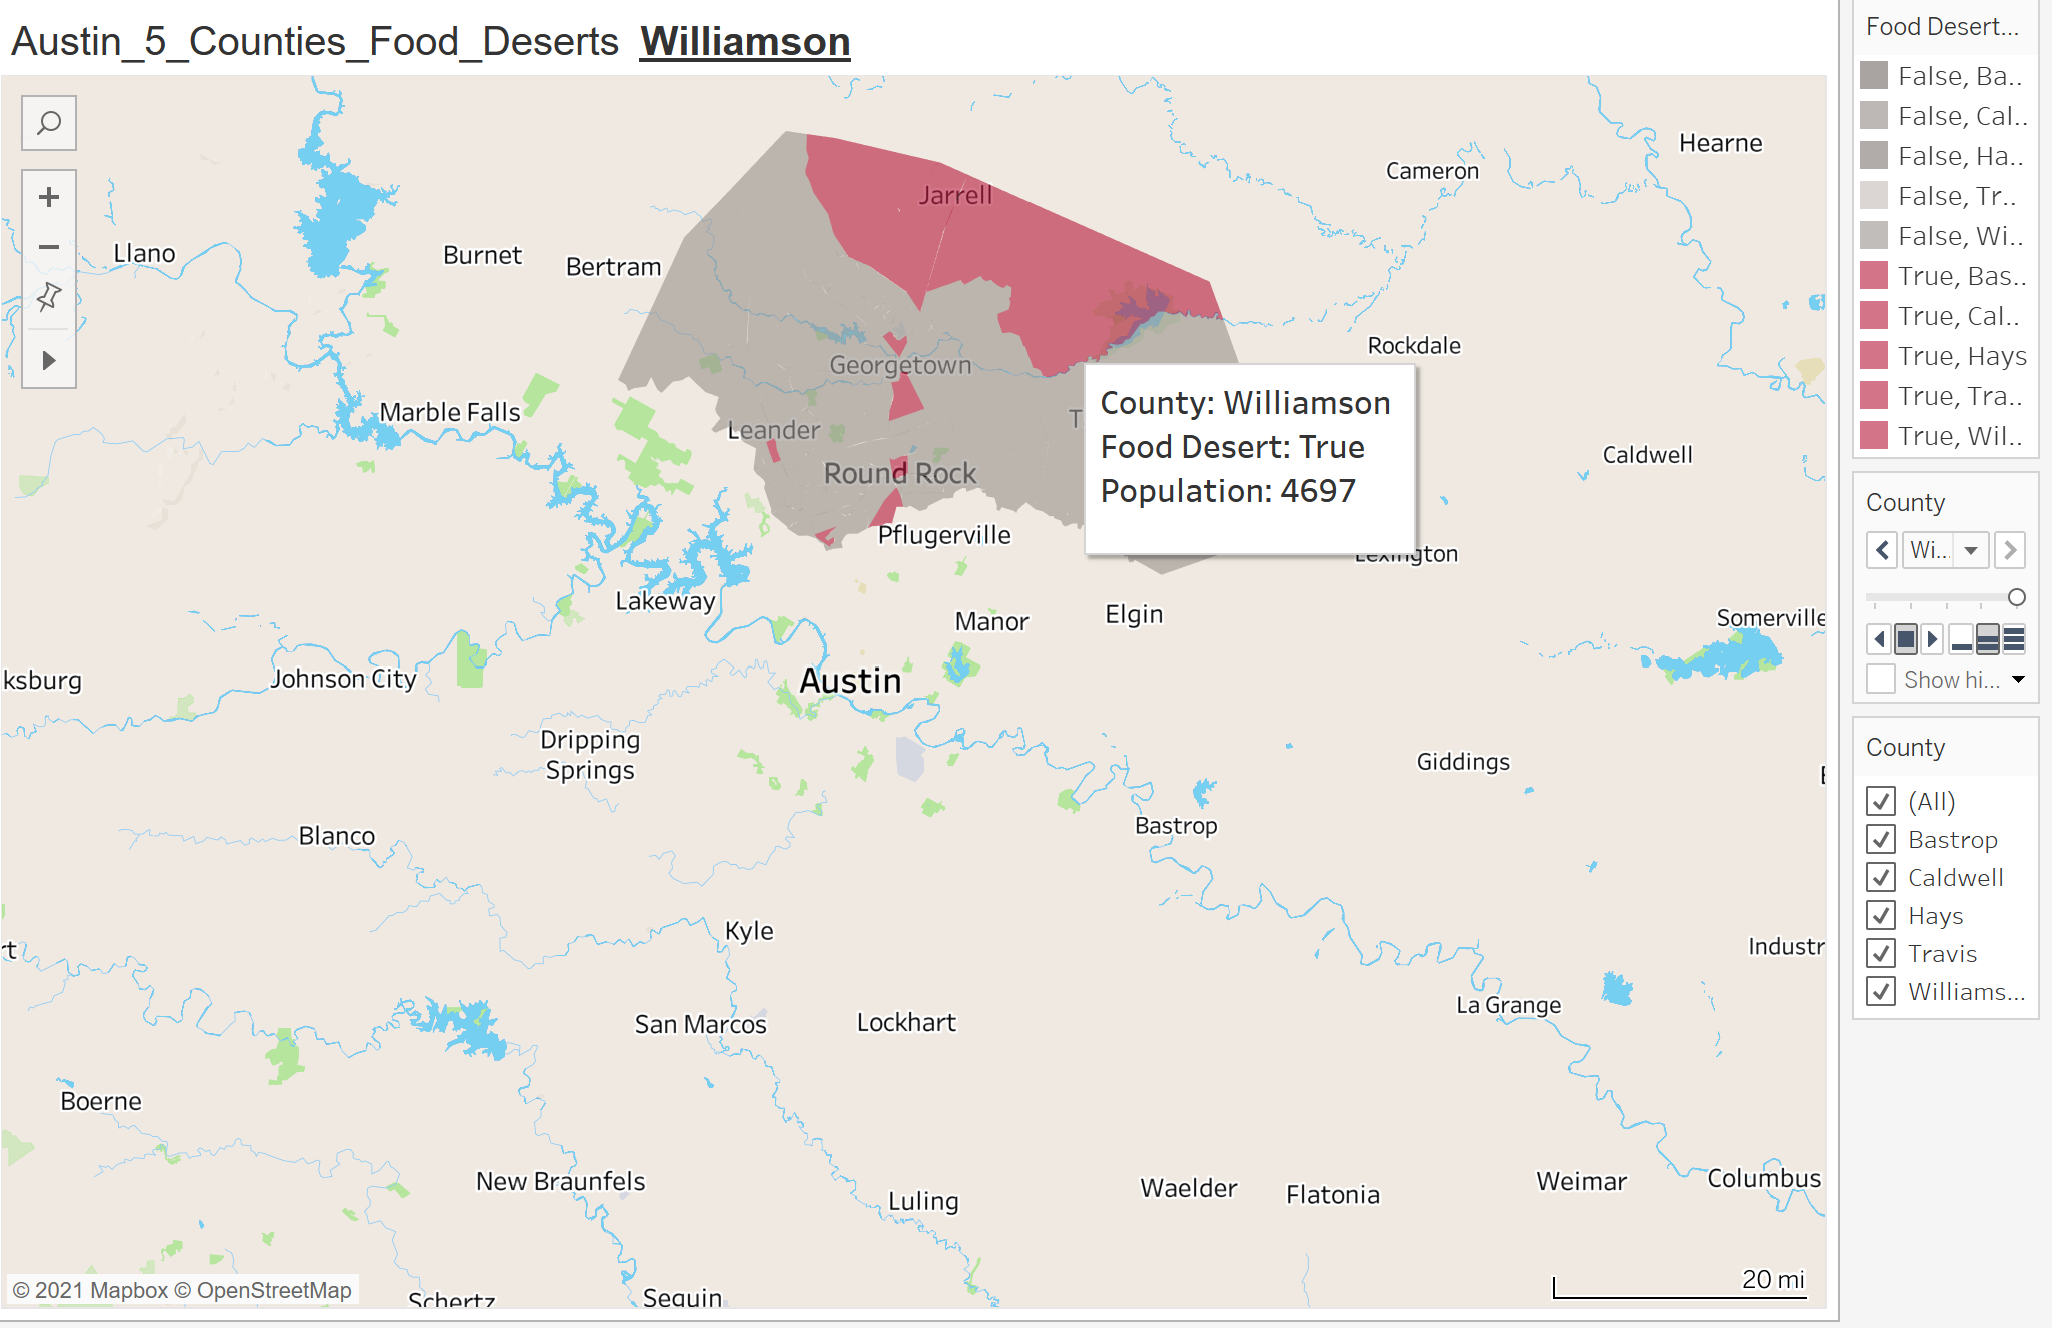 Austin_5_Counties_Food_Deserts Williamson
Hearne
Cameron
Jarrell
Llano
Burnet
Bertram
Rockdale
Georgetown
Marble Falls
Leander
T
Caldwell
Round Rock
County: Williamson
Food Desert: True
Population: 4697
Pflugerville
Lexington
Lakeway
Manor
Elgin
Somerville
ksburg
Johnson City
Austin
Dripping
Springs
Giddings
Bastrop
Blanco
Kyle
rt
Industr
La Grange
San Marcos
Lockhart
Boerne
New Braunfels
Luling
Waelder
Flatonia
Weimar
Columbus
20 mi
© 2021 Mapbox © OpenStreetMap
Schertz
Seguin
Food Desert...
False, Ba..
False, Cal..
False, Ha..
False, Tr..
False, Wi..
True, Bas..
True, Cal..
True, Hays
True, Tra..
True, Wil..
County
Wi...
Show hi...
County
(All)
Bastrop
Caldwell
Hays
Travis
Williams...